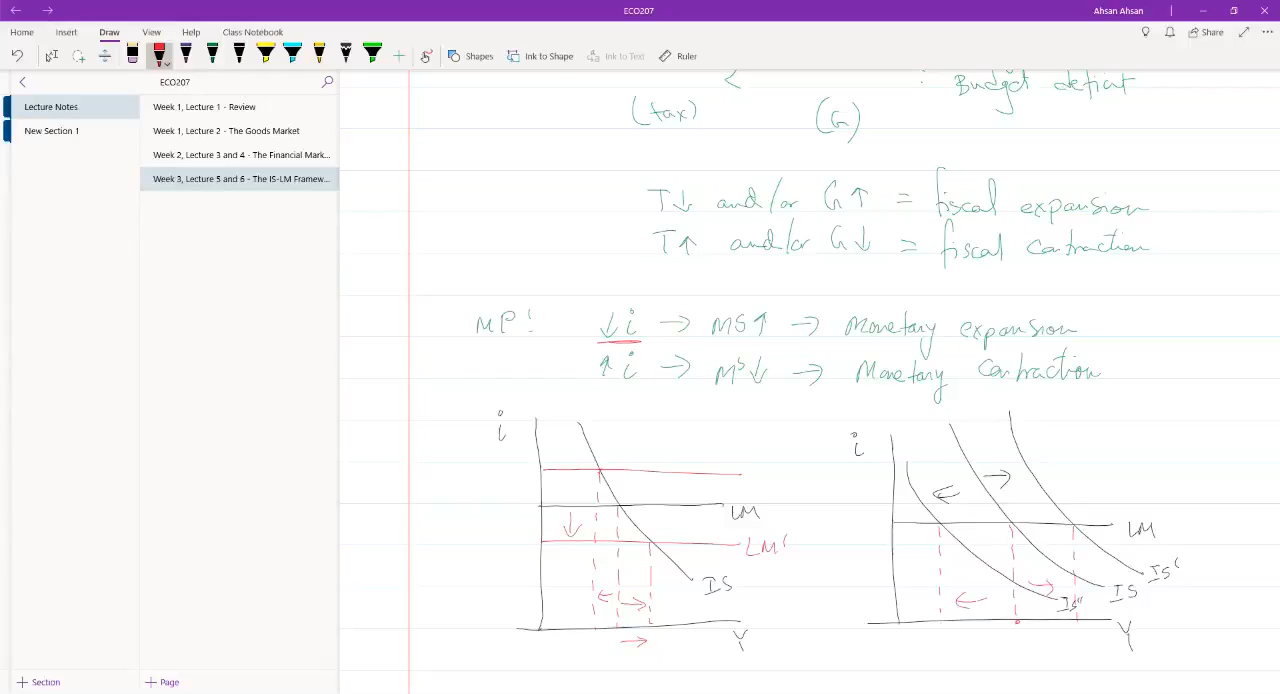 ECO207
Ahsan Ahsan
Home Insert Draw View Help Class Notebook
Share
Shapes Ink to Shape Ink to Text Ruler
ECO207
Lecture Notes
New Section 1
Week 1, Lecture 1 - Review
Week 1, Lecture 2 - The Goods Market
Week 2, Lecture 3 and 4 - The Financial Mark...
Week 3, Lecture 5 and 6 - The IS-LM Framew...
< : Budget deficit
(tax) (G)
T↓ and/or G↑ = fiscal expansion
T↑ and/or G↓ = fiscal contraction
MP: ↓i → MS↑ → Monetary expansion
↑i → MS↓ → Monetary Contraction
i
LM
LM'
IS
Y
i
LM
IS'
IS
IS"
Y
+ Section
+ Page